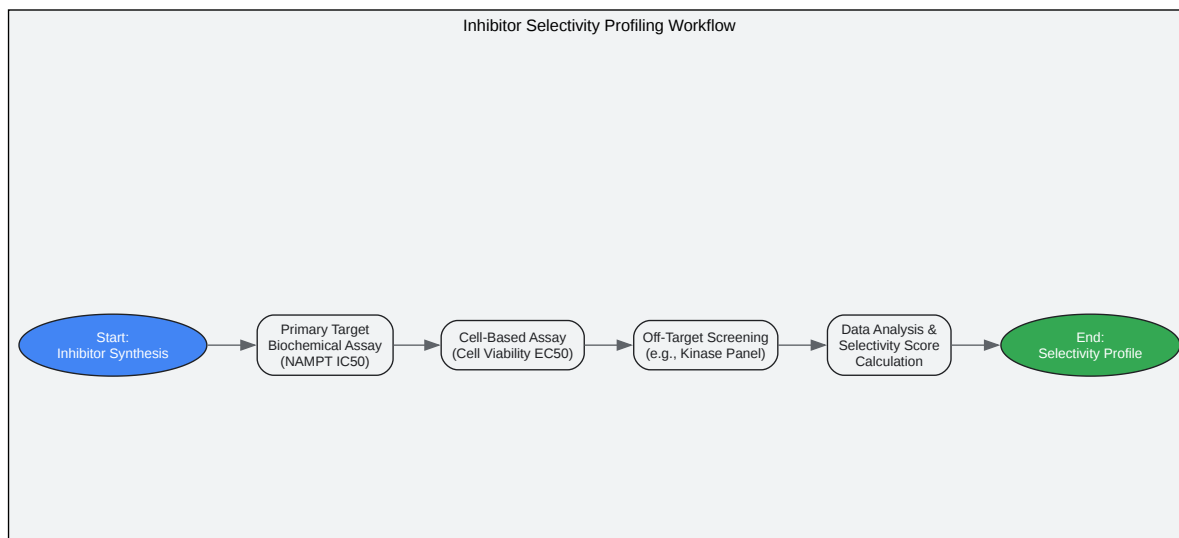 Inhibitor Selectivity Profiling Workflow
Start:
Inhibitor Synthesis
Primary Target
Biochemical Assay
(NAMPT IC50)
Cell-Based Assay
(Cell Viability EC50)
Off-Target Screening
(e.g., Kinase Panel)
Data Analysis &
Selectivity Score
Calculation
End:
Selectivity Profile